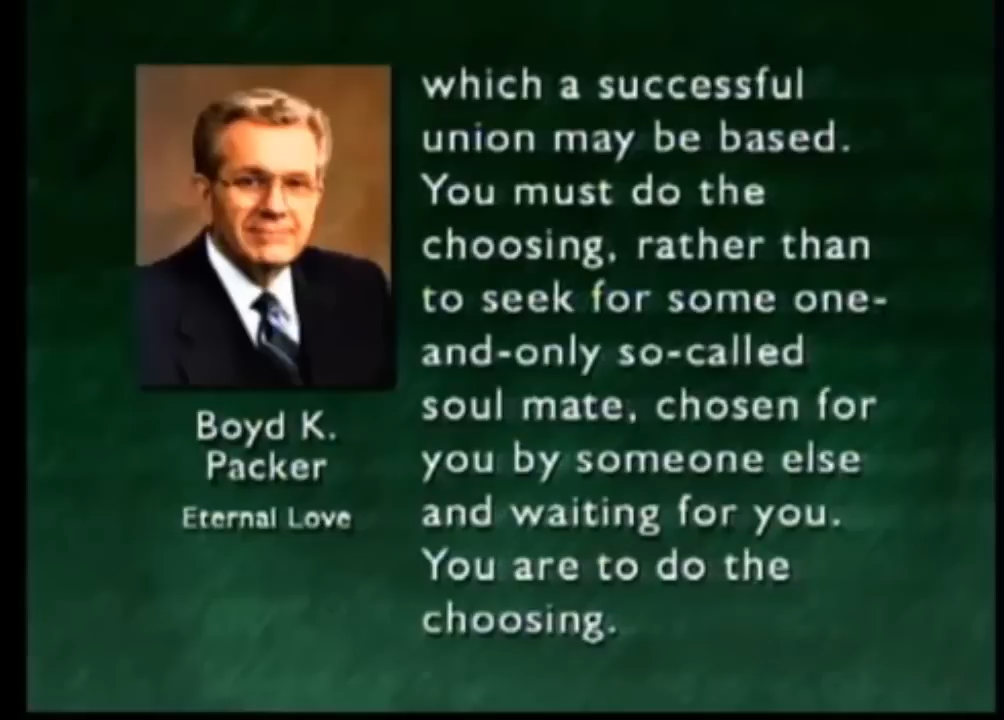 which a successful
union may be based.
You must do the
choosing, rather than
to seek for some one-
and-only so-called
soul mate, chosen for
you by someone else
and waiting for you.
You are to do the
choosing.
Boyd K.
Packer
Eternal Love